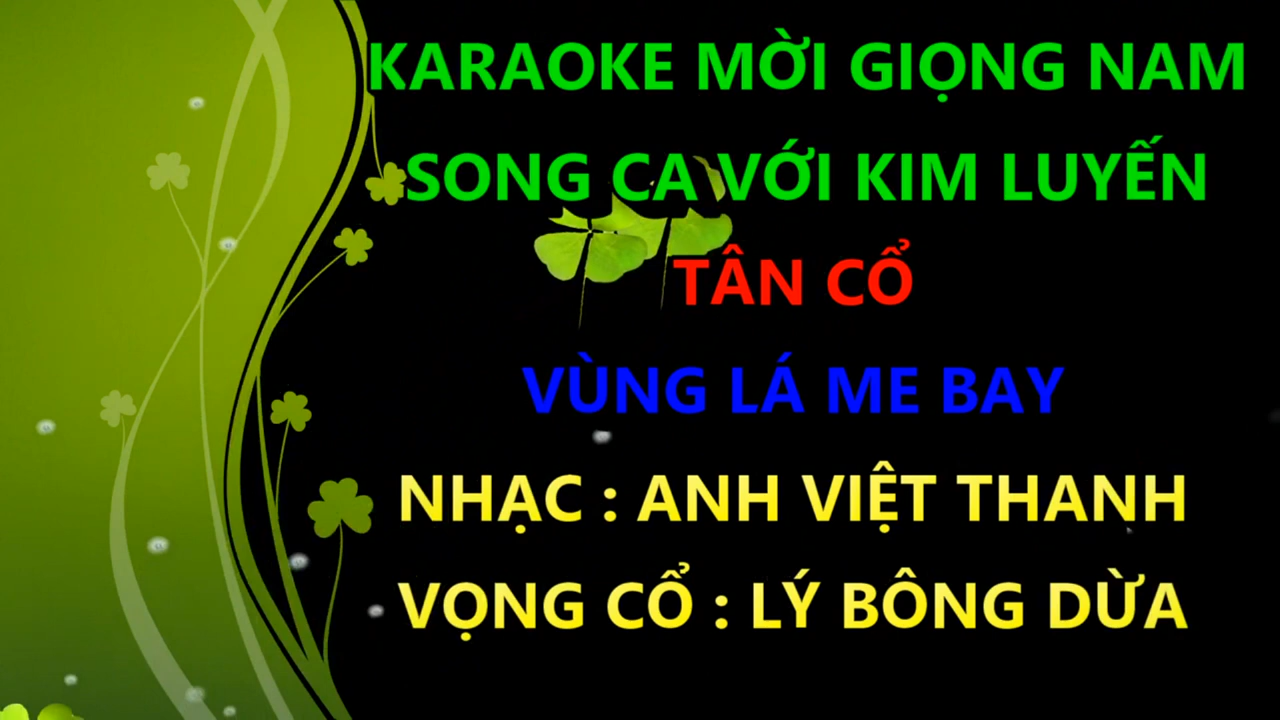 KARAOKE MỜI GIỌNG NAM
SONG CA VỚI KIM LUYẾN
TÂN CỔ
VÙNG LÁ ME BAY
NHẠC : ANH VIỆT THANH
VỌNG CỔ : LÝ BÔNG DỪA